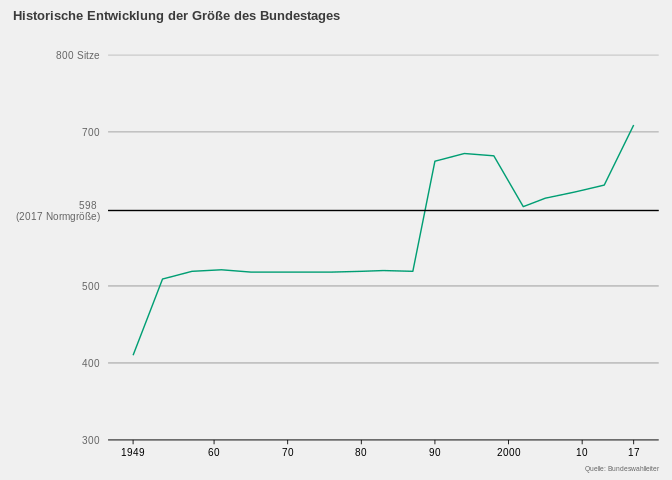 Historische Entwicklung der Größe des Bundestages
800 Sitze
700
598
(2017 Normgröße)
500
400
300
1949 60 70 80 90 2000 10 17
Quelle: Bundeswahlleiter